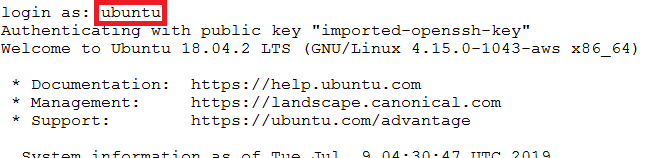 login as: ubuntu
Authenticating with public key "imported-openssh-key"
Welcome to Ubuntu 18.04.2 LTS (GNU/Linux 4.15.0-1043-aws x86_64)
* Documentation:  https://help.ubuntu.com
* Management:     https://landscape.canonical.com
* Support:        https://ubuntu.com/advantage
System information as of Tue Jul  9 04:30:47 UTC 2019